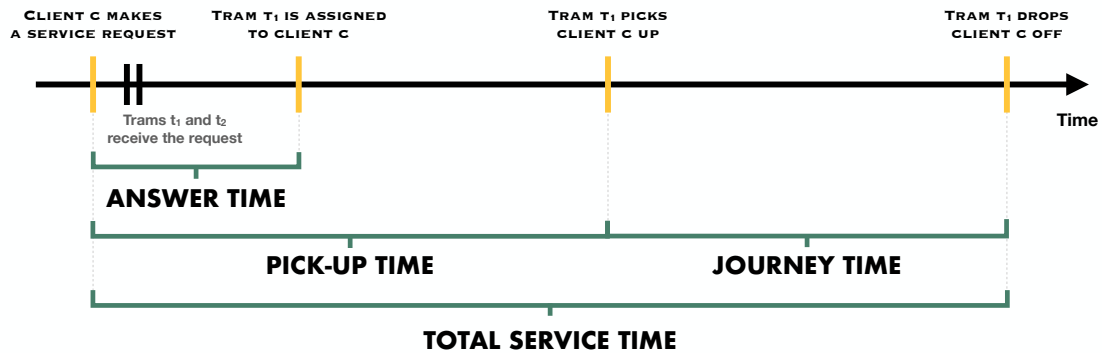 CLIENT C MAKES
A SERVICE REQUEST
TRAM T₁ IS ASSIGNED
TO CLIENT C
TRAM T₁ PICKS
CLIENT C UP
TRAM T₁ DROPS
CLIENT C OFF
Trams t₁ and t₂
receive the request
Time
ANSWER TIME
PICK-UP TIME
JOURNEY TIME
TOTAL SERVICE TIME